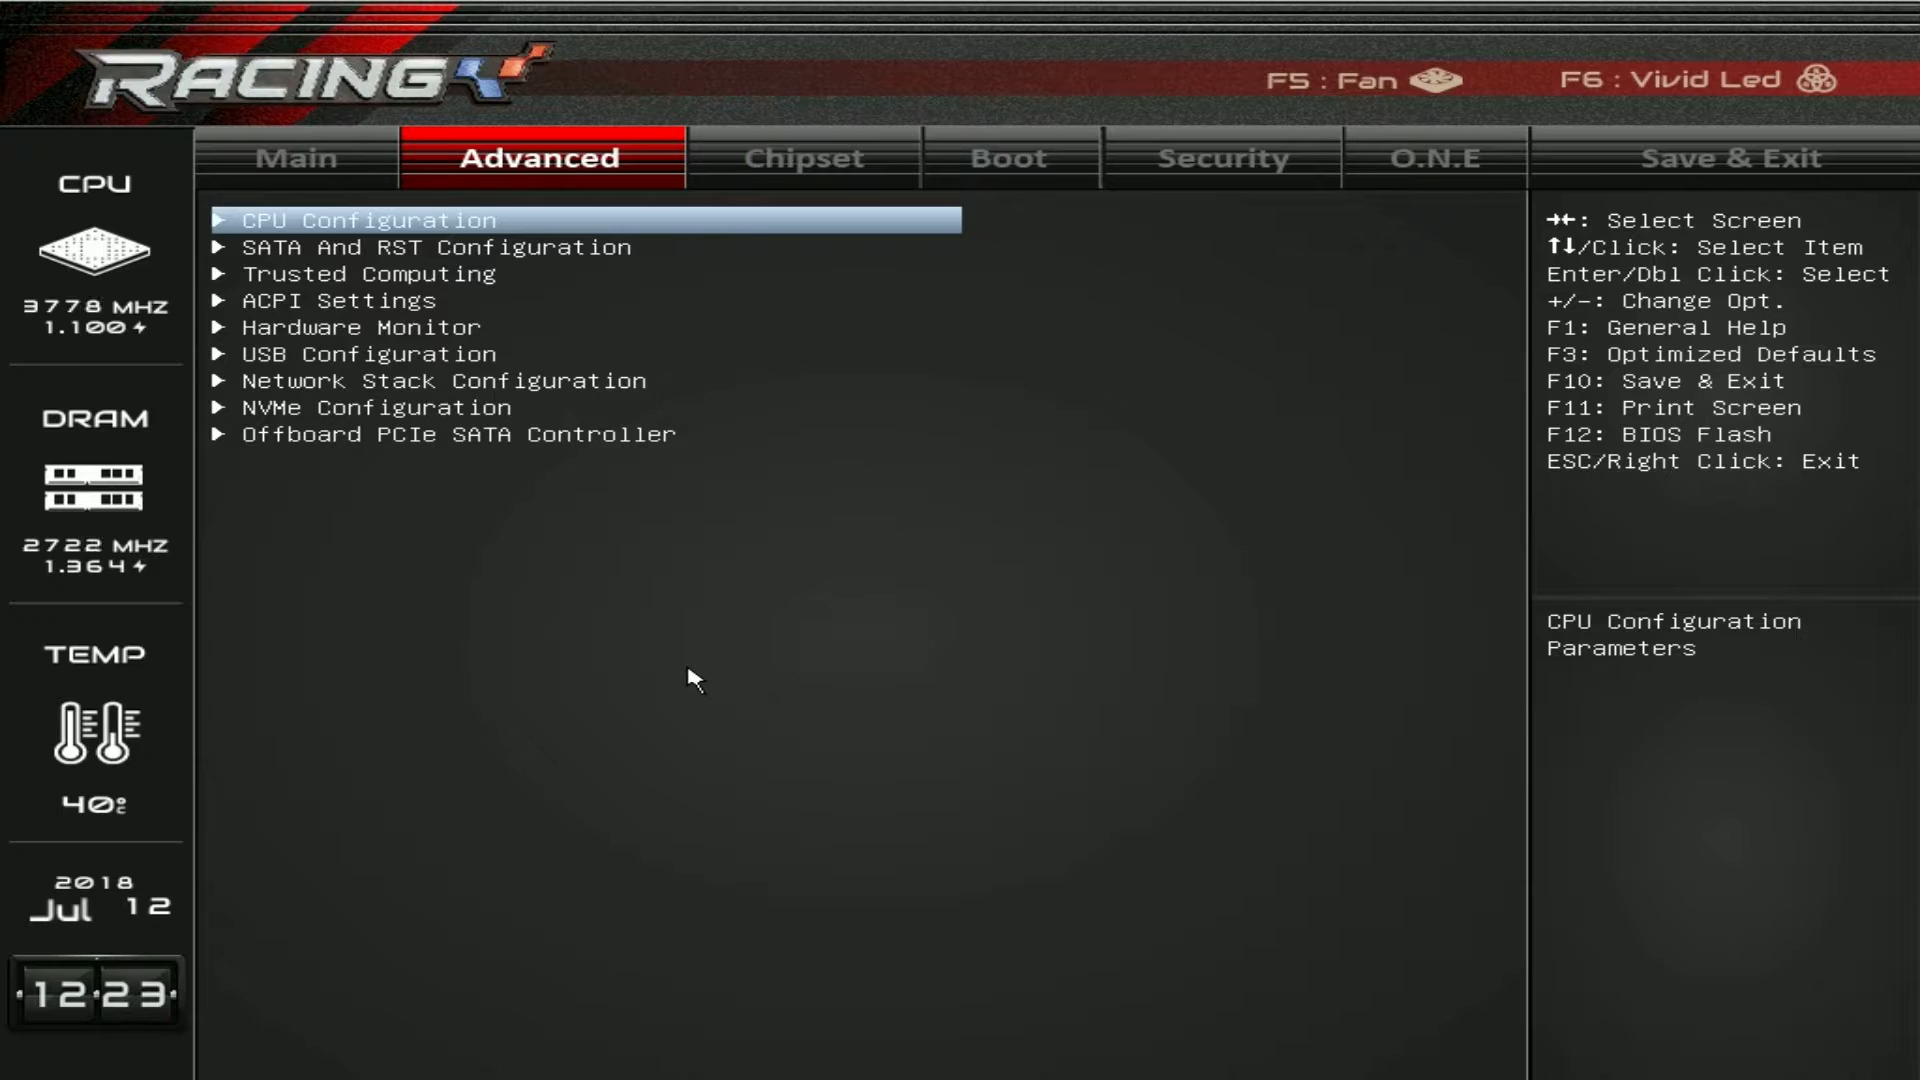 RACING
F5 : Fan
F6 : Vivid Led
Main
Advanced
Chipset
Boot
Security
O.N.E
Save & Exit
CPU
3778 MHZ
1.100
DRAM
2722 MHZ
1.364
TEMP
40°C
2018
Jul 12
12:23
CPU Configuration
SATA And RST Configuration
Trusted Computing
ACPI Settings
Hardware Monitor
USB Configuration
Network Stack Configuration
NVMe Configuration
Offboard PCIe SATA Controller
→←: Select Screen
↑↓/Click: Select Item
Enter/Dbl Click: Select
+/-: Change Opt.
F1: General Help
F3: Optimized Defaults
F10: Save & Exit
F11: Print Screen
F12: BIOS Flash
ESC/Right Click: Exit
CPU Configuration
Parameters